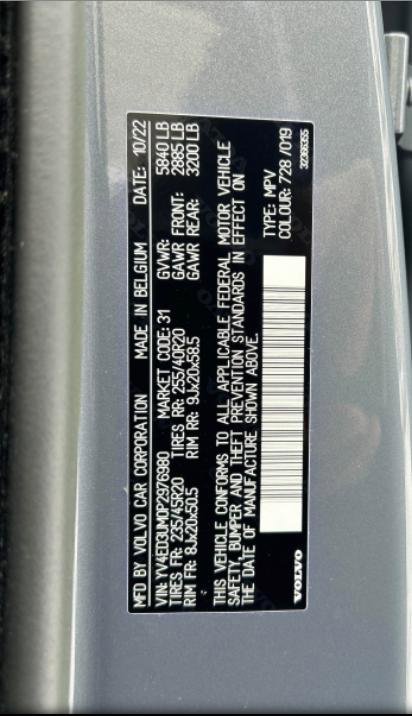 MFD BY VOLVO CAR CORPORATION MADE IN BELGIUM DATE: 10/22
VIN: YV4ED3UM0P2976980 MARKET CODE: 31 GVWR: 5840 LB
TIRES FR: 235/45R20 TIRES RR: 255/40R20 GAWR FRONT: 2885 LB
RIM FR: 8Jx20x50.5 RIM RR: 9Jx20x58.5 GAWR REAR: 3200 LB
THIS VEHICLE CONFORMS TO ALL APPLICABLE FEDERAL MOTOR VEHICLE
SAFETY, BUMPER AND THEFT PREVENTION STANDARDS IN EFFECT ON
THE DATE OF MANUFACTURE SHOWN ABOVE.
TYPE: MPV
COLOUR: 728 /019
VOLVO 32366355